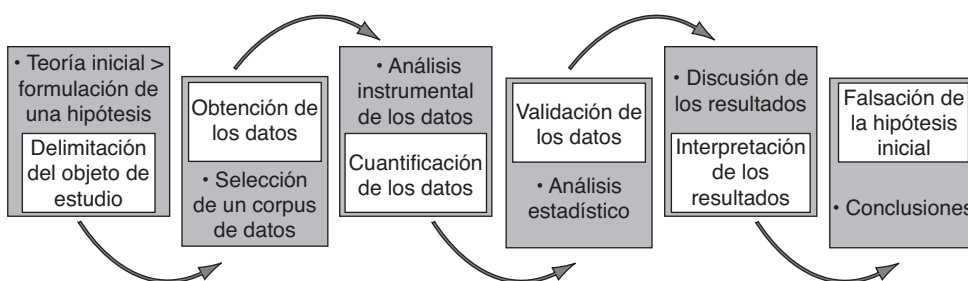 • Teoría inicial >
formulación de
una hipótesis
Delimitación
del objeto de
estudio
Obtención de
los datos
• Selección
de un corpus
de datos
• Análisis
instrumental
de los datos
Cuantificación
de los datos
Validación de
los datos
• Análisis
estadístico
• Discusión de
los resultados
Interpretación
de los
resultados
Falsación de
la hipótesis
inicial
• Conclusiones